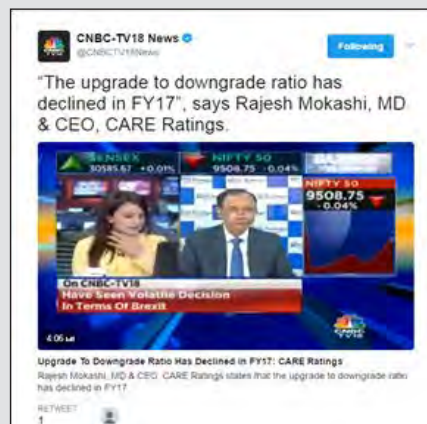 CNBC-TV18 News
@CNBCTV18News
Following
“The upgrade to downgrade ratio has
declined in FY17”, says Rajesh Mokashi, MD
& CEO, CARE Ratings.
SENSEX
30585.67 +0.01%
NIFTY 50
9508.75 -0.04%
NIFTY 50
9508.75
-0.04%
On CNBC-TV18
Have Seen Volatile Decision
In Terms Of Brexit
CNBC
TV18
4:06
Upgrade To Downgrade Ratio Has Declined in FY17: CARE Ratings
Rajesh Mokashi, MD & CEO, CARE Ratings states that the upgrade to downgrade ratio
has declined in FY17
RETWEET
1